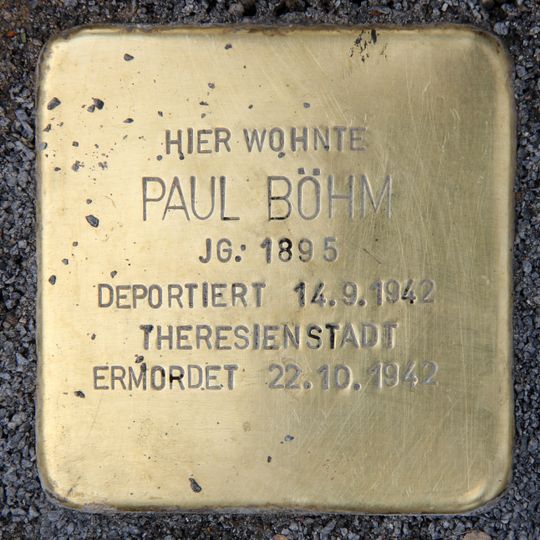 HIER WOHNTE
PAUL BÖHM
JG. 1895
DEPORTIERT 14.9.1942
THERESIENSTADT
ERMORDET 22.10.1942